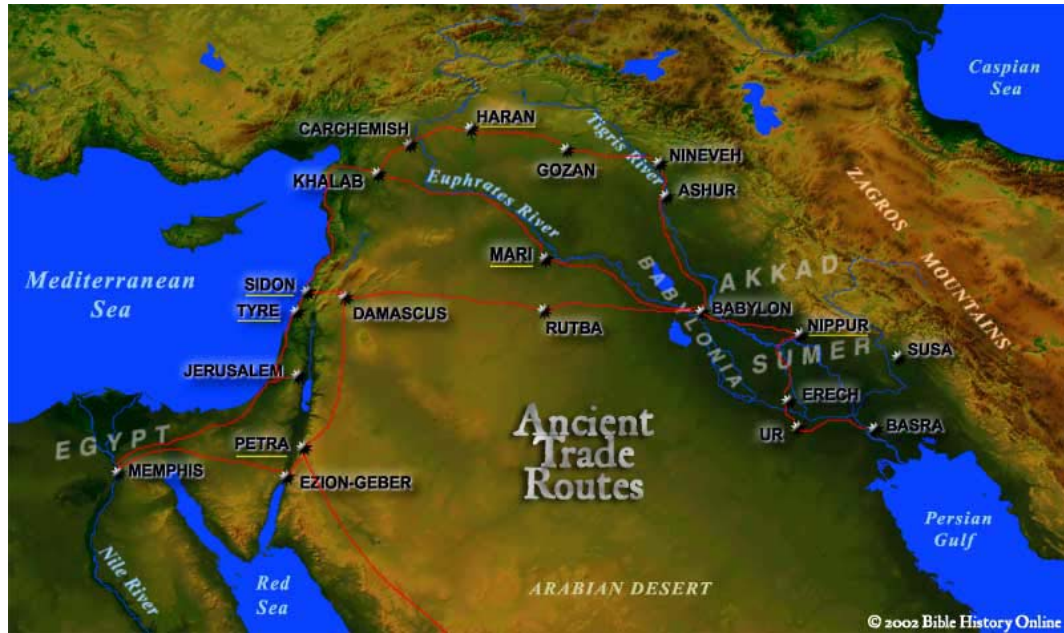 Caspian
Sea
HARAN
CARCHEMISH
Tigris River
NINEVEH
GOZAN
KHALAB
ASHUR
ZAGROS
MOUNTAINS
Euphrates River
MARI
AKKAD
Mediterranean
Sea
SIDON
TYRE
DAMASCUS
RUTBA
BABYLONIA
BABYLON
NIPPUR
SUMER
SUSA
JERUSALEM
ERECH
Ancient
Trade
Routes
UR
BASRA
EGYPT
PETRA
MEMPHIS
EZION-GEBER
Persian
Gulf
Nile River
Red
Sea
ARABIAN DESERT
© 2002 Bible History Online